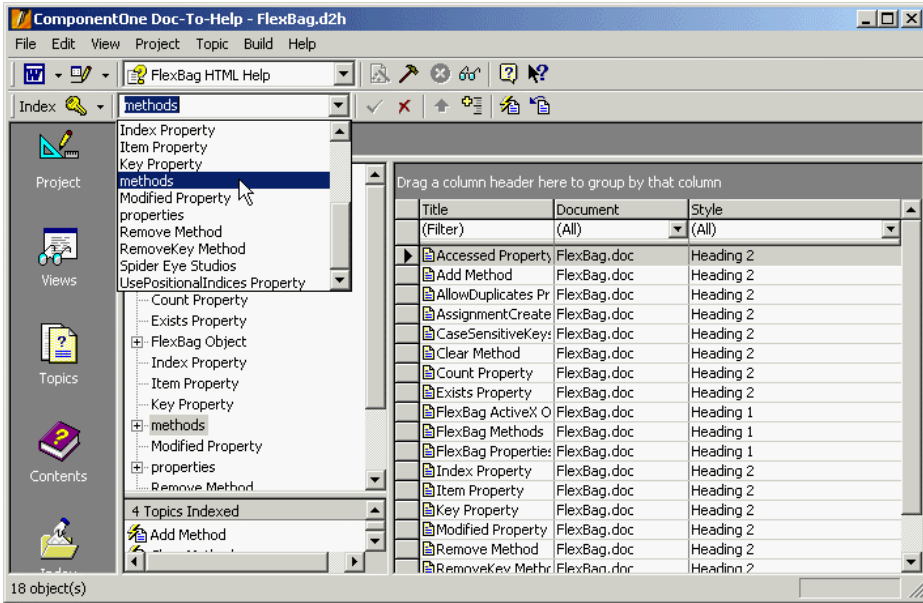 ComponentOne Doc-To-Help - FlexBag.d2h
File Edit View Project Topic Build Help
FlexBag HTML Help
Index methods
Index Property
Item Property
Key Property
methods
Modified Property
properties
Remove Method
RemoveKey Method
Spider Eye Studios
UsePositionalIndices Property
Project
Views
Topics
Contents
Index
Count Property
Exists Property
FlexBag Object
Index Property
Item Property
Key Property
methods
Modified Property
properties
Remove Method
4 Topics Indexed
Add Method
Drag a column header here to group by that column
Title Document Style
(Filter) (All) (All)
Accessed Property FlexBag.doc Heading 2
Add Method FlexBag.doc Heading 2
AllowDuplicates Pr FlexBag.doc Heading 2
AssignmentCreate FlexBag.doc Heading 2
CaseSensitiveKeys FlexBag.doc Heading 2
Clear Method FlexBag.doc Heading 2
Count Property FlexBag.doc Heading 2
Exists Property FlexBag.doc Heading 2
FlexBag ActiveX O FlexBag.doc Heading 1
FlexBag Methods FlexBag.doc Heading 1
FlexBag Properties FlexBag.doc Heading 1
Index Property FlexBag.doc Heading 2
Item Property FlexBag.doc Heading 2
Key Property FlexBag.doc Heading 2
Modified Property FlexBag.doc Heading 2
Remove Method FlexBag.doc Heading 2
RemoveKey Metho FlexBag.doc Heading 2
18 object(s)